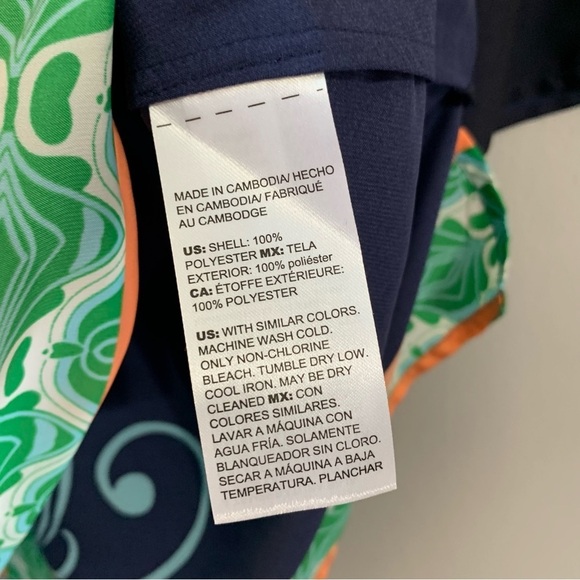 MADE IN CAMBODIA/ HECHO
EN CAMBODIA/ FABRIQUÉ
AU CAMBODGE
US: SHELL: 100%
POLYESTER MX: TELA
EXTERIOR: 100% poliéster
CA: ÉTOFFE EXTÉRIEURE:
100% POLYESTER
US: WITH SIMILAR COLORS.
MACHINE WASH COLD.
ONLY NON-CHLORINE
BLEACH. TUMBLE DRY LOW.
COOL IRON. MAY BE DRY
CLEANED MX: CON
COLORES SIMILARES.
LAVAR A MÁQUINA CON
AGUA FRÍA. SOLAMENTE
BLANQUEADOR SIN CLORO.
SECAR A MÁQUINA A BAJA
TEMPERATURA. PLANCHAR